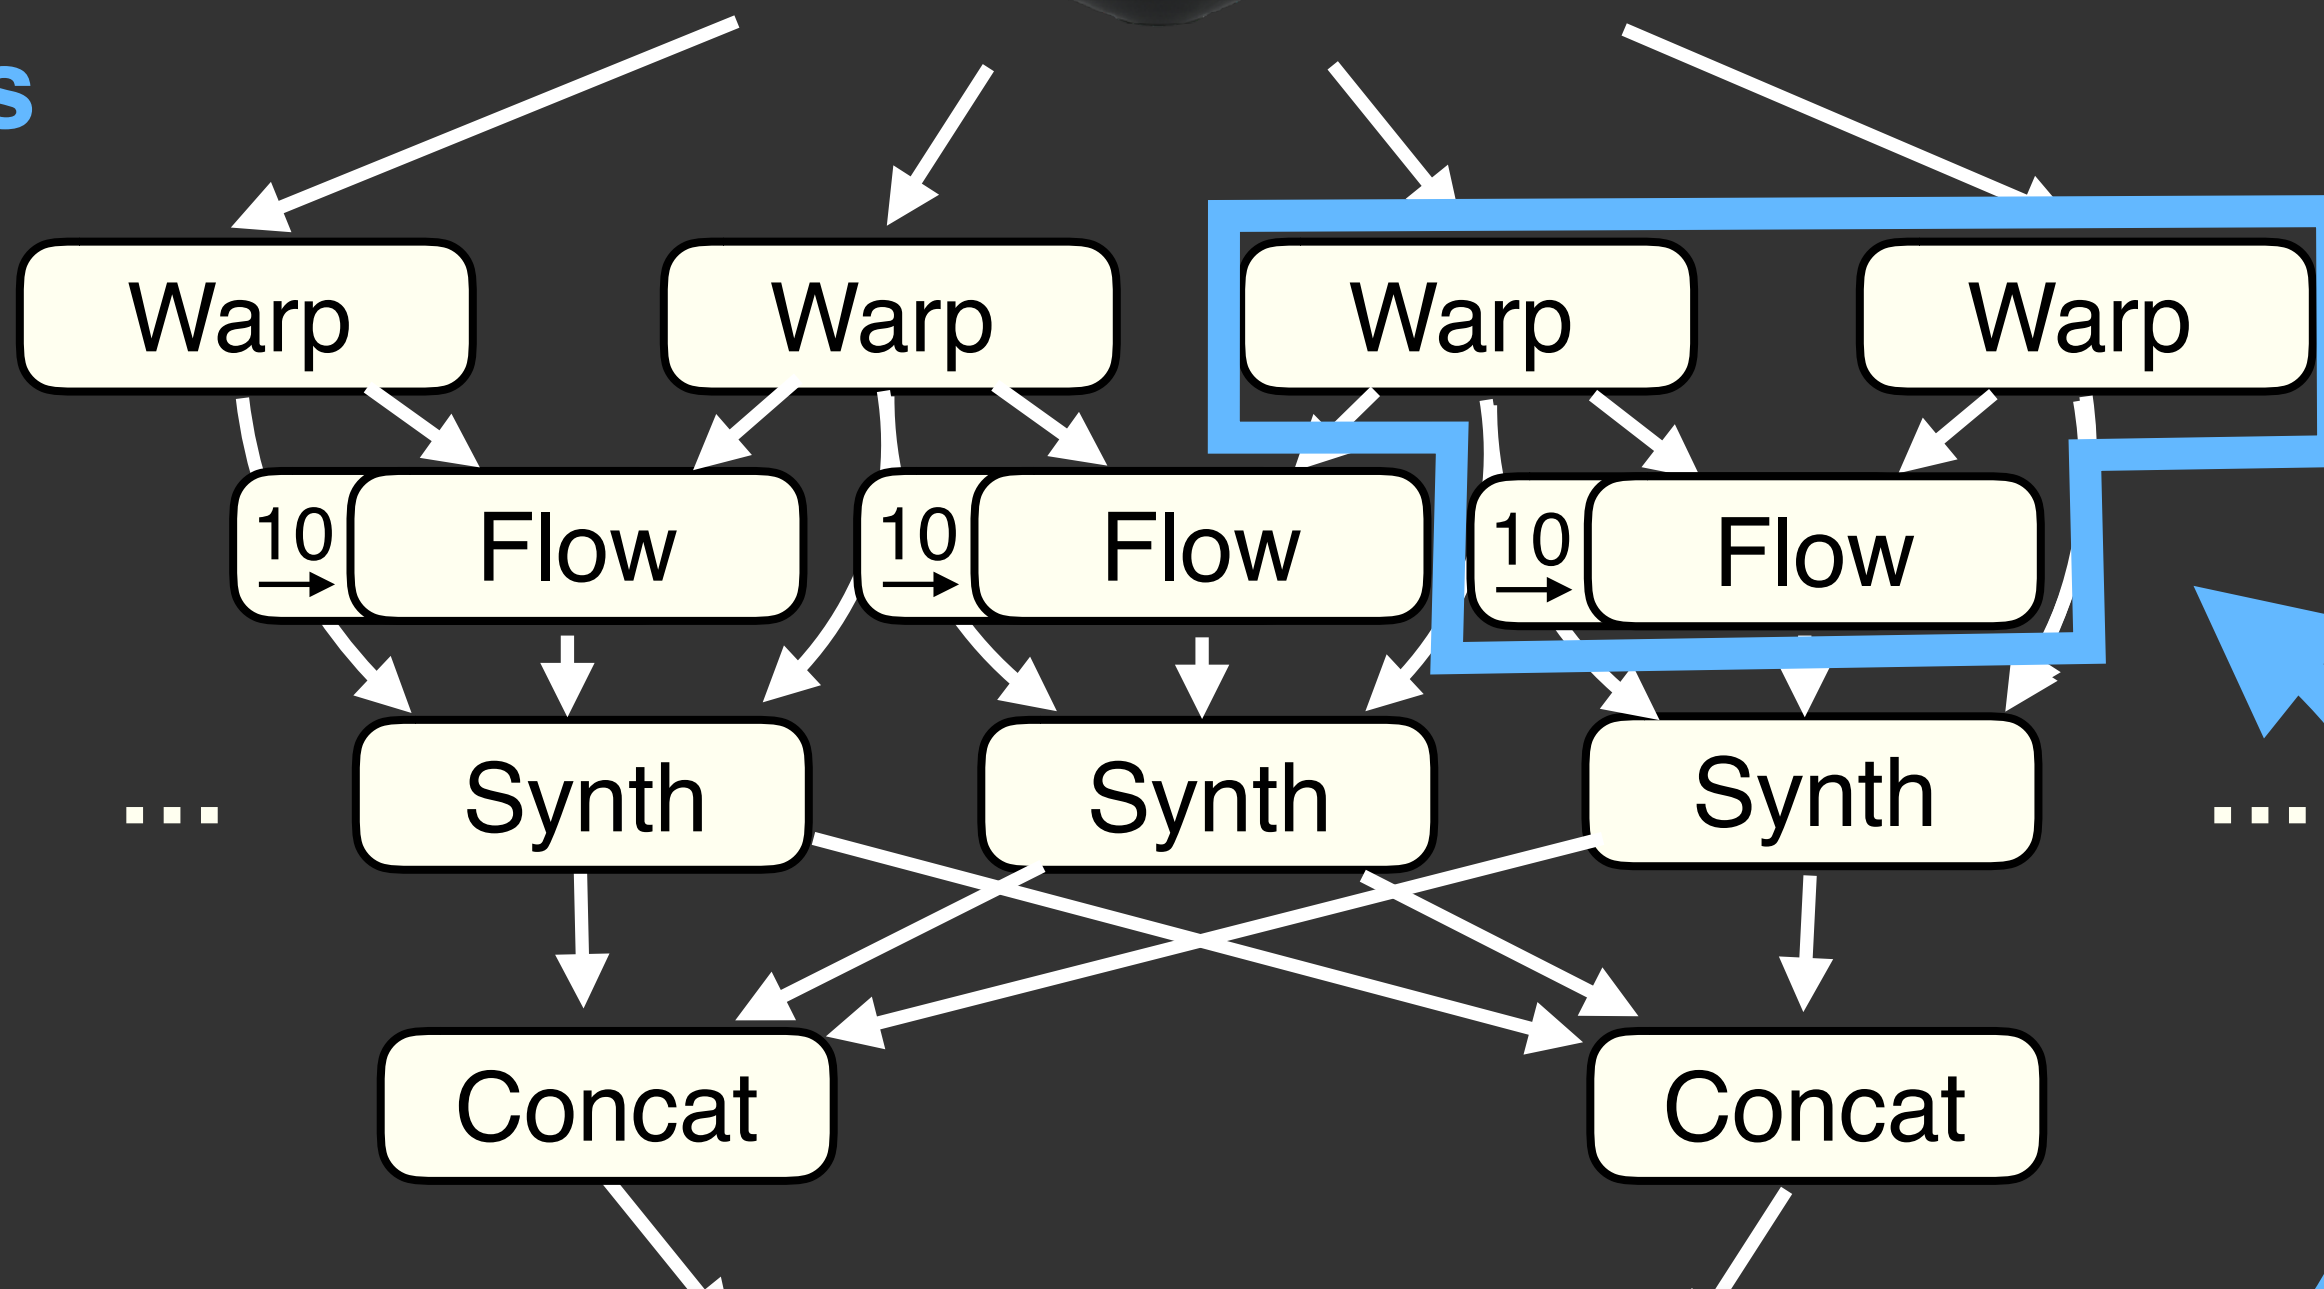 s
Warp Warp Warp Warp
10 Flow 10 Flow 10 Flow
... Synth Synth Synth ...
Concat Concat